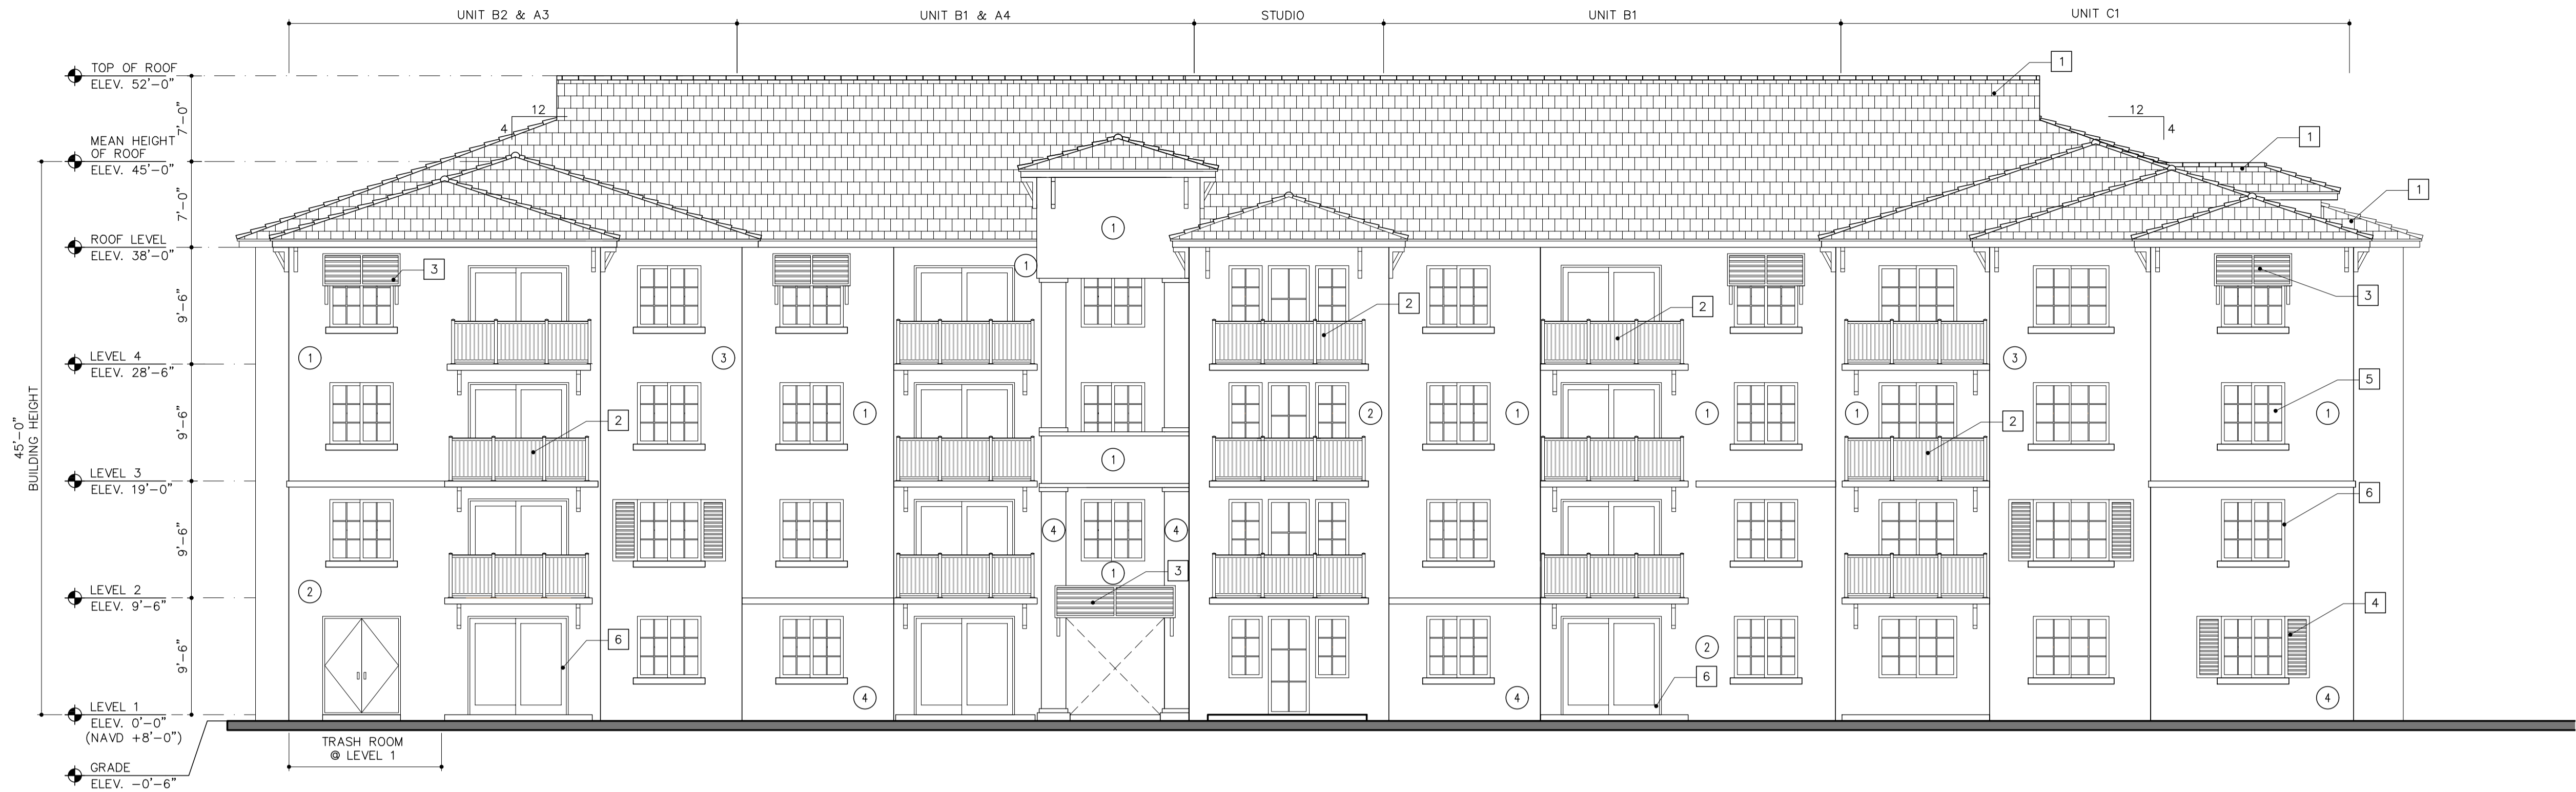 UNIT B2 & A3
UNIT B1 & A4
STUDIO
UNIT B1
UNIT C1
TOP OF ROOF
ELEV. 52'-0"
7'-0"
MEAN HEIGHT
OF ROOF
ELEV. 45'-0"
7'-0"
ROOF LEVEL
ELEV. 38'-0"
9'-6"
LEVEL 4
ELEV. 28'-6"
9'-6"
LEVEL 3
ELEV. 19'-0"
9'-6"
LEVEL 2
ELEV. 9'-6"
9'-6"
LEVEL 1
ELEV. 0'-0"
(NAVD +8'-0")
GRADE
ELEV. -0'-6"
45'-0"
BUILDING HEIGHT
TRASH ROOM
@ LEVEL 1
1
12
4
12
4
1
1
1
3
1
3
2
2
3
1
3
3
5
2
1
2
1
1
1
1
2
1
6
4
4
1
3
2
4
6
2
6
4
4
4